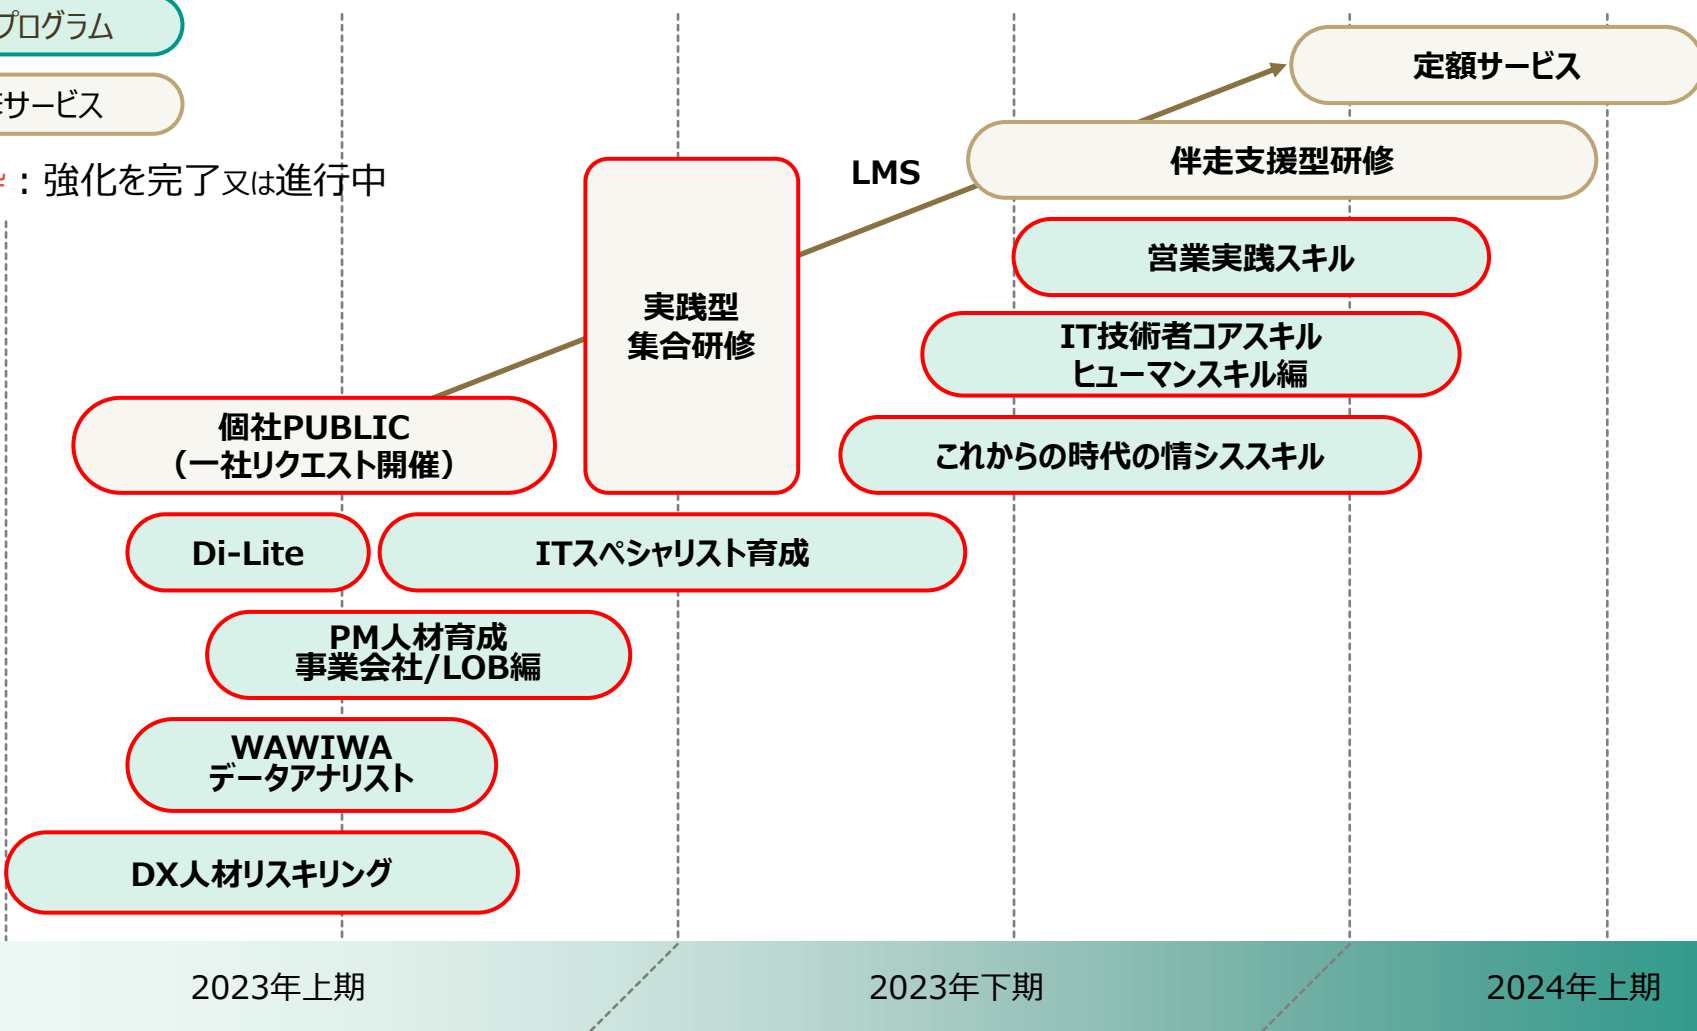 プログラム
サービス
：強化を完了又は進行中
定額サービス
伴走支援型研修
LMS
営業実践スキル
実践型
集合研修
IT技術者コアスキル
ヒューマンスキル編
個社PUBLIC
（一社リクエスト開催）
これからの時代の情シススキル
Di-Lite
ITスペシャリスト育成
PM人材育成
事業会社/LOB編
WAWIWA
データアナリスト
DX人材リスキリング
2023年上期
2023年下期
2024年上期